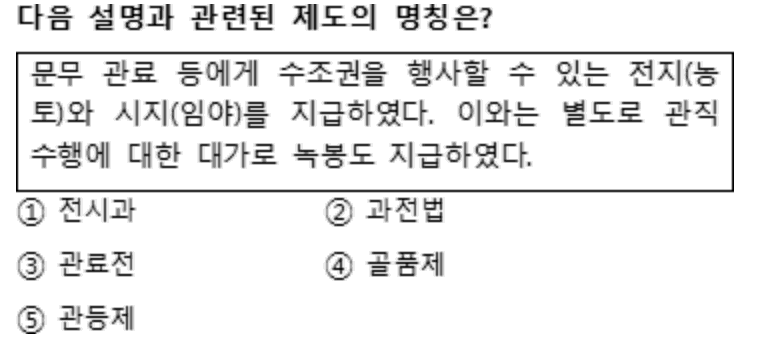 다음 설명과 관련된 제도의 명칭은?
문무 관료 등에게 수조권을 행사할 수 있는 전지(농
토)와 시지(임야)를 지급하였다. 이와는 별도로 관직
수행에 대한 대가로 녹봉도 지급하였다.
① 전시과 ② 과전법
③ 관료전 ④ 골품제
⑤ 관등제